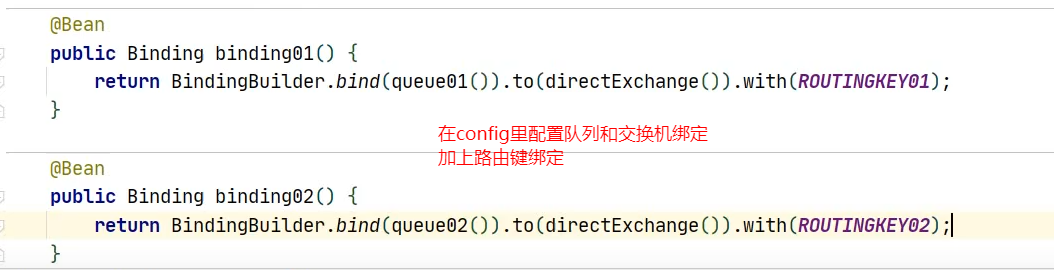 @Bean
public Binding binding01() {
return BindingBuilder.bind(queue01()).to(directExchange()).with(ROUTINGKEY01);
}
在config里配置队列和交换机绑定
加上路由键绑定
@Bean
public Binding binding02() {
return BindingBuilder.bind(queue02()).to(directExchange()).with(ROUTINGKEY02);
}